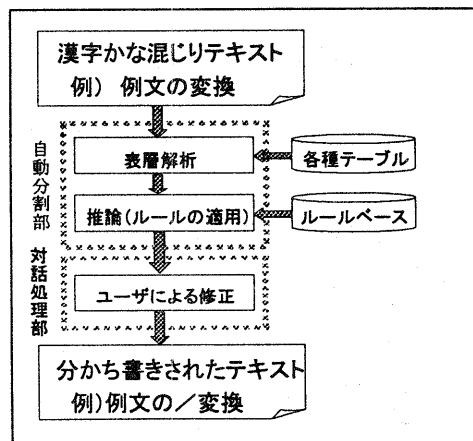 漢字かな混じりテキスト
例) 例文の変換
自動分割部
表層解析
各種テーブル
推論(ルールの適用)
ルールベース
対話処理部
ユーザによる修正
分かち書きされたテキスト
例)例文の/変換